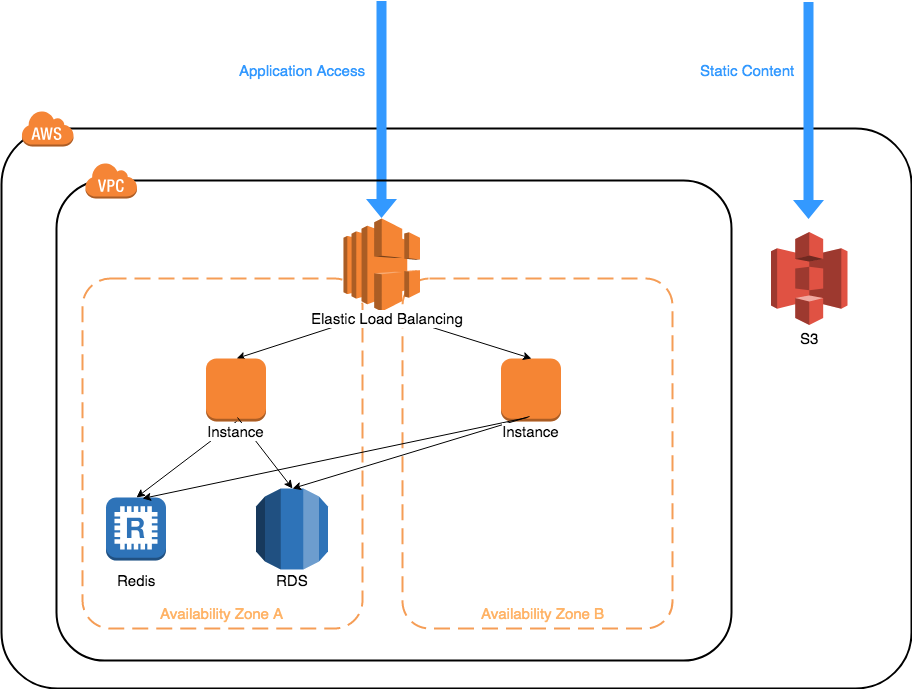 Application Access
Static Content
AWS
VPC
Elastic Load Balancing
S3
Instance
Instance
R
Redis
RDS
Availability Zone A
Availability Zone B